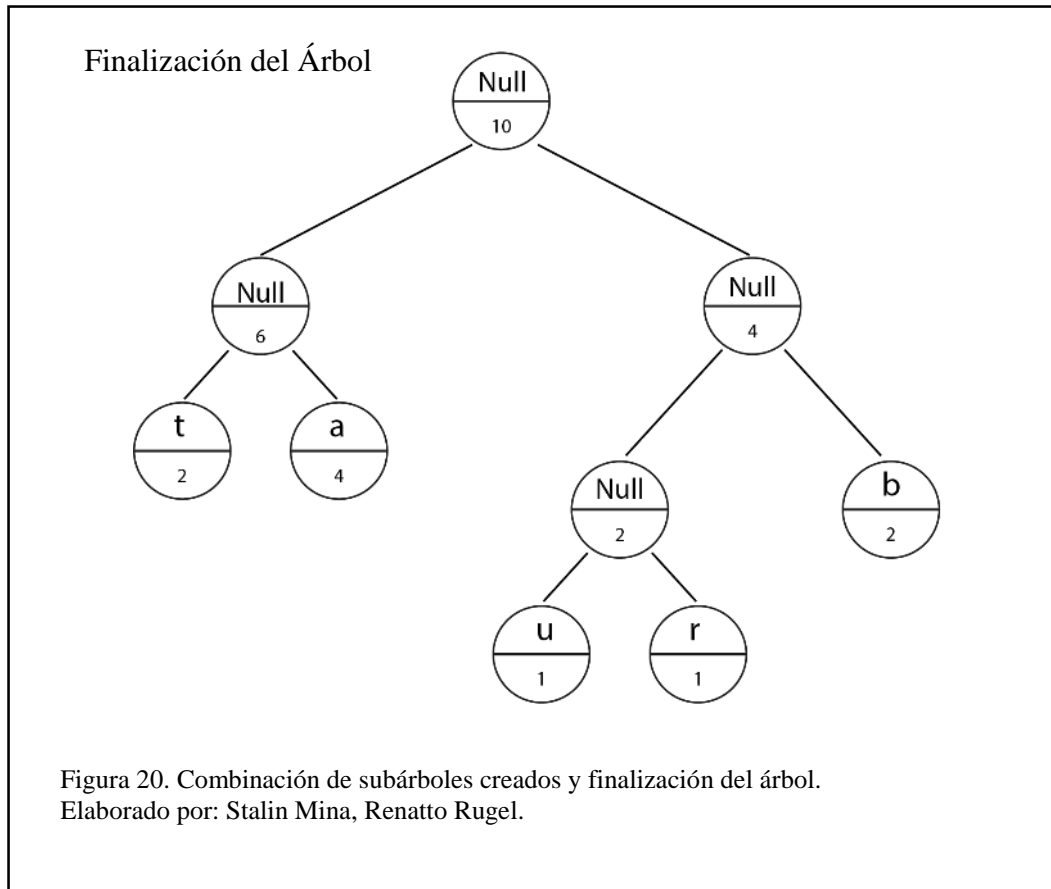 Finalización del Árbol
Null
10
Null
6
Null
4
t
2
a
4
Null
2
b
2
u
1
r
1
Figura 20. Combinación de subárboles creados y finalización del árbol.
Elaborado por: Stalin Mina, Renatto Rugel.